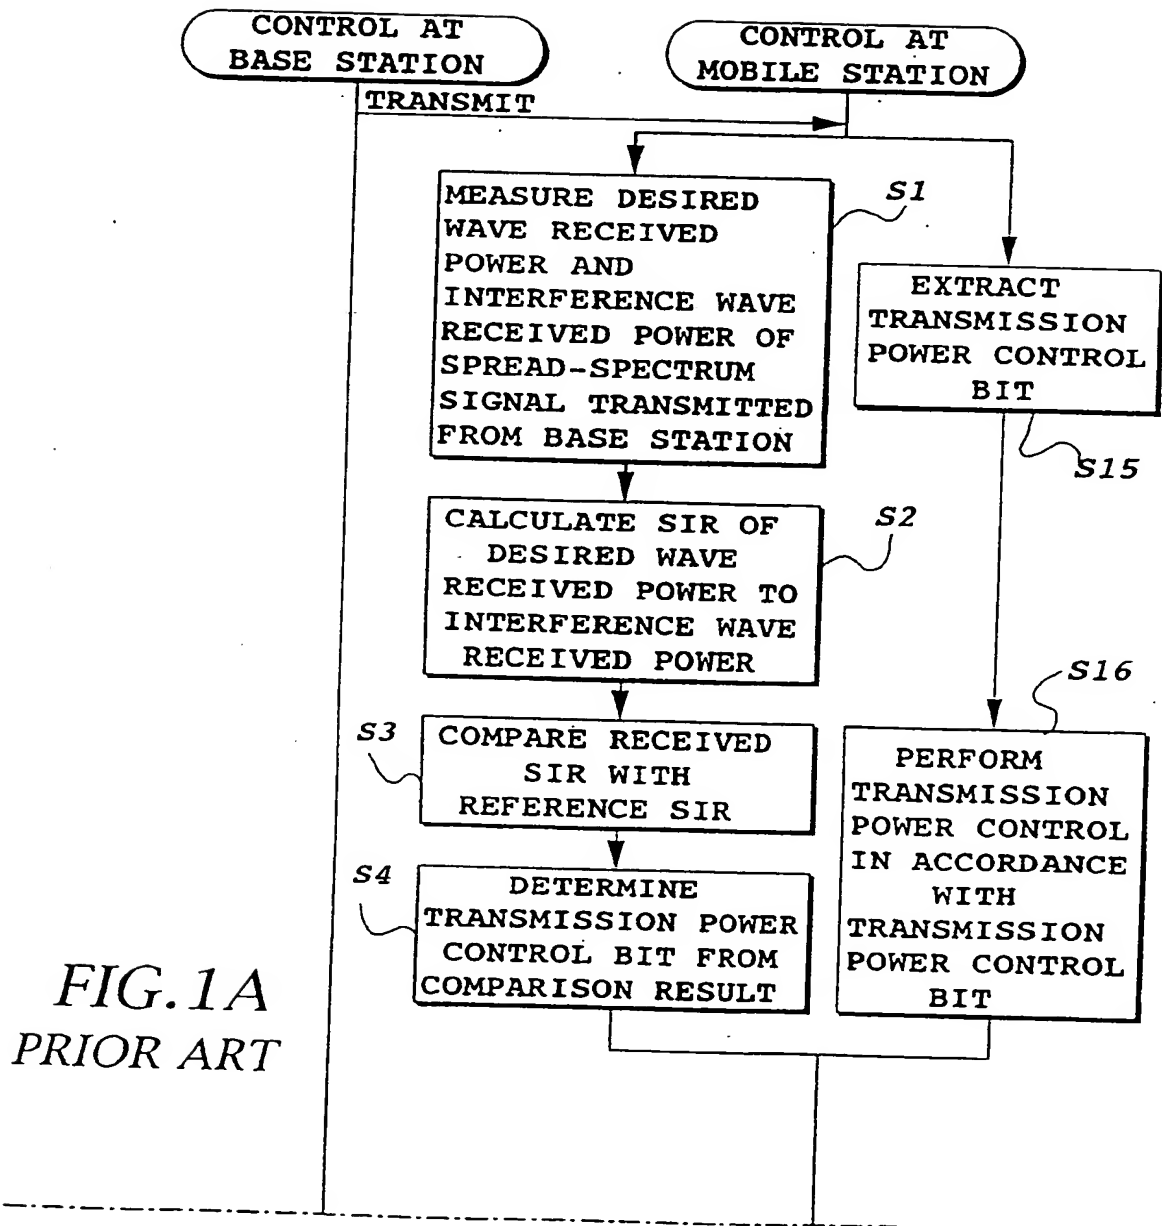 CONTROL AT
BASE STATION
CONTROL AT
MOBILE STATION
TRANSMIT
MEASURE DESIRED
WAVE RECEIVED
POWER AND
INTERFERENCE WAVE
RECEIVED POWER OF
SPREAD-SPECTRUM
SIGNAL TRANSMITTED
FROM BASE STATION
S1
EXTRACT
TRANSMISSION
POWER CONTROL
BIT
S15
CALCULATE SIR OF
DESIRED WAVE
RECEIVED POWER TO
INTERFERENCE WAVE
RECEIVED POWER
S2
S3
COMPARE RECEIVED
SIR WITH
REFERENCE SIR
S16
PERFORM
TRANSMISSION
POWER CONTROL
IN ACCORDANCE
WITH
TRANSMISSION
POWER CONTROL
BIT
S4
DETERMINE
TRANSMISSION POWER
CONTROL BIT FROM
COMPARISON RESULT
FIG.1A
PRIOR ART